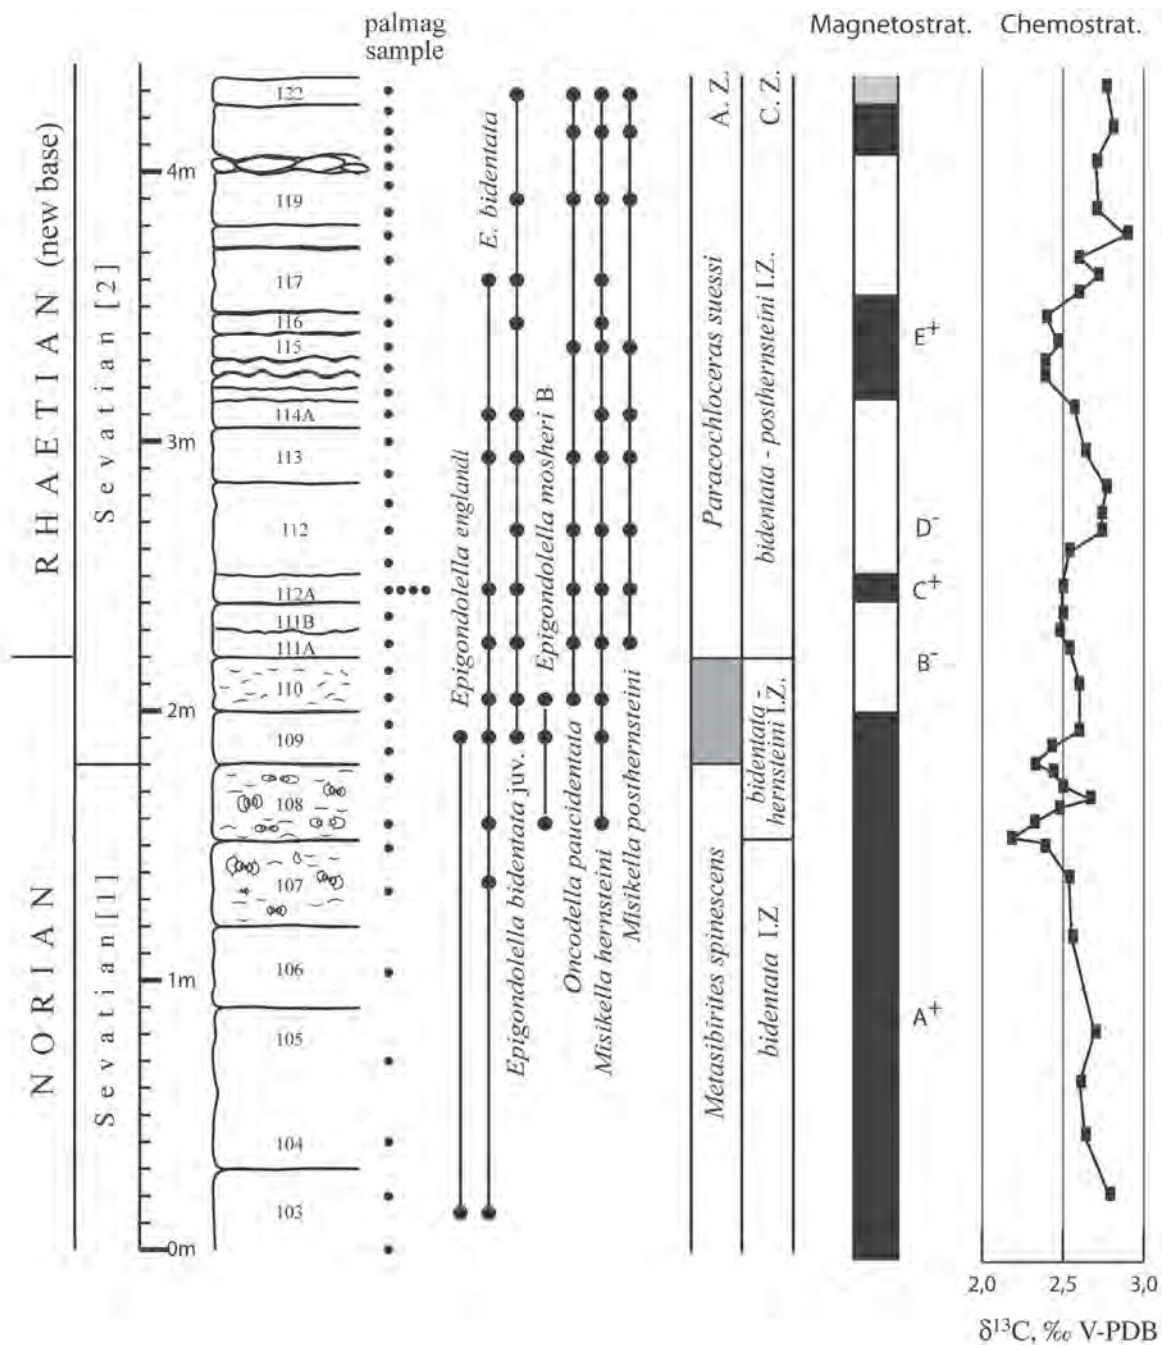 palmag
sample
Magnetostrat.
Chemostrat.
RHAETIAN (new base)
NORIAN
Sevatian [2]
Sevatian [1]
4m
3m
2m
1m
0m
122
119
117
116
115
114A
113
112
112A
111B
111A
110
109
108
107
106
105
104
103
Epigondolella englandi
E. bidentata
Epigondolella bidentata juv.
Epigondolella mosheri B
Oncodella paucidentata
Misikella hernsteini
Misikella posthernsteini
A. Z.
C. Z.
Paracochloceras suessi
bidentata - posthernsteini I.Z.
bidentata -
hernsteini I.Z.
Metasibirites spinescens
bidentata I.Z
E+
D-
C+
B-
A+
2,0
2,5
3,0
δ¹³C, ‰ V-PDB